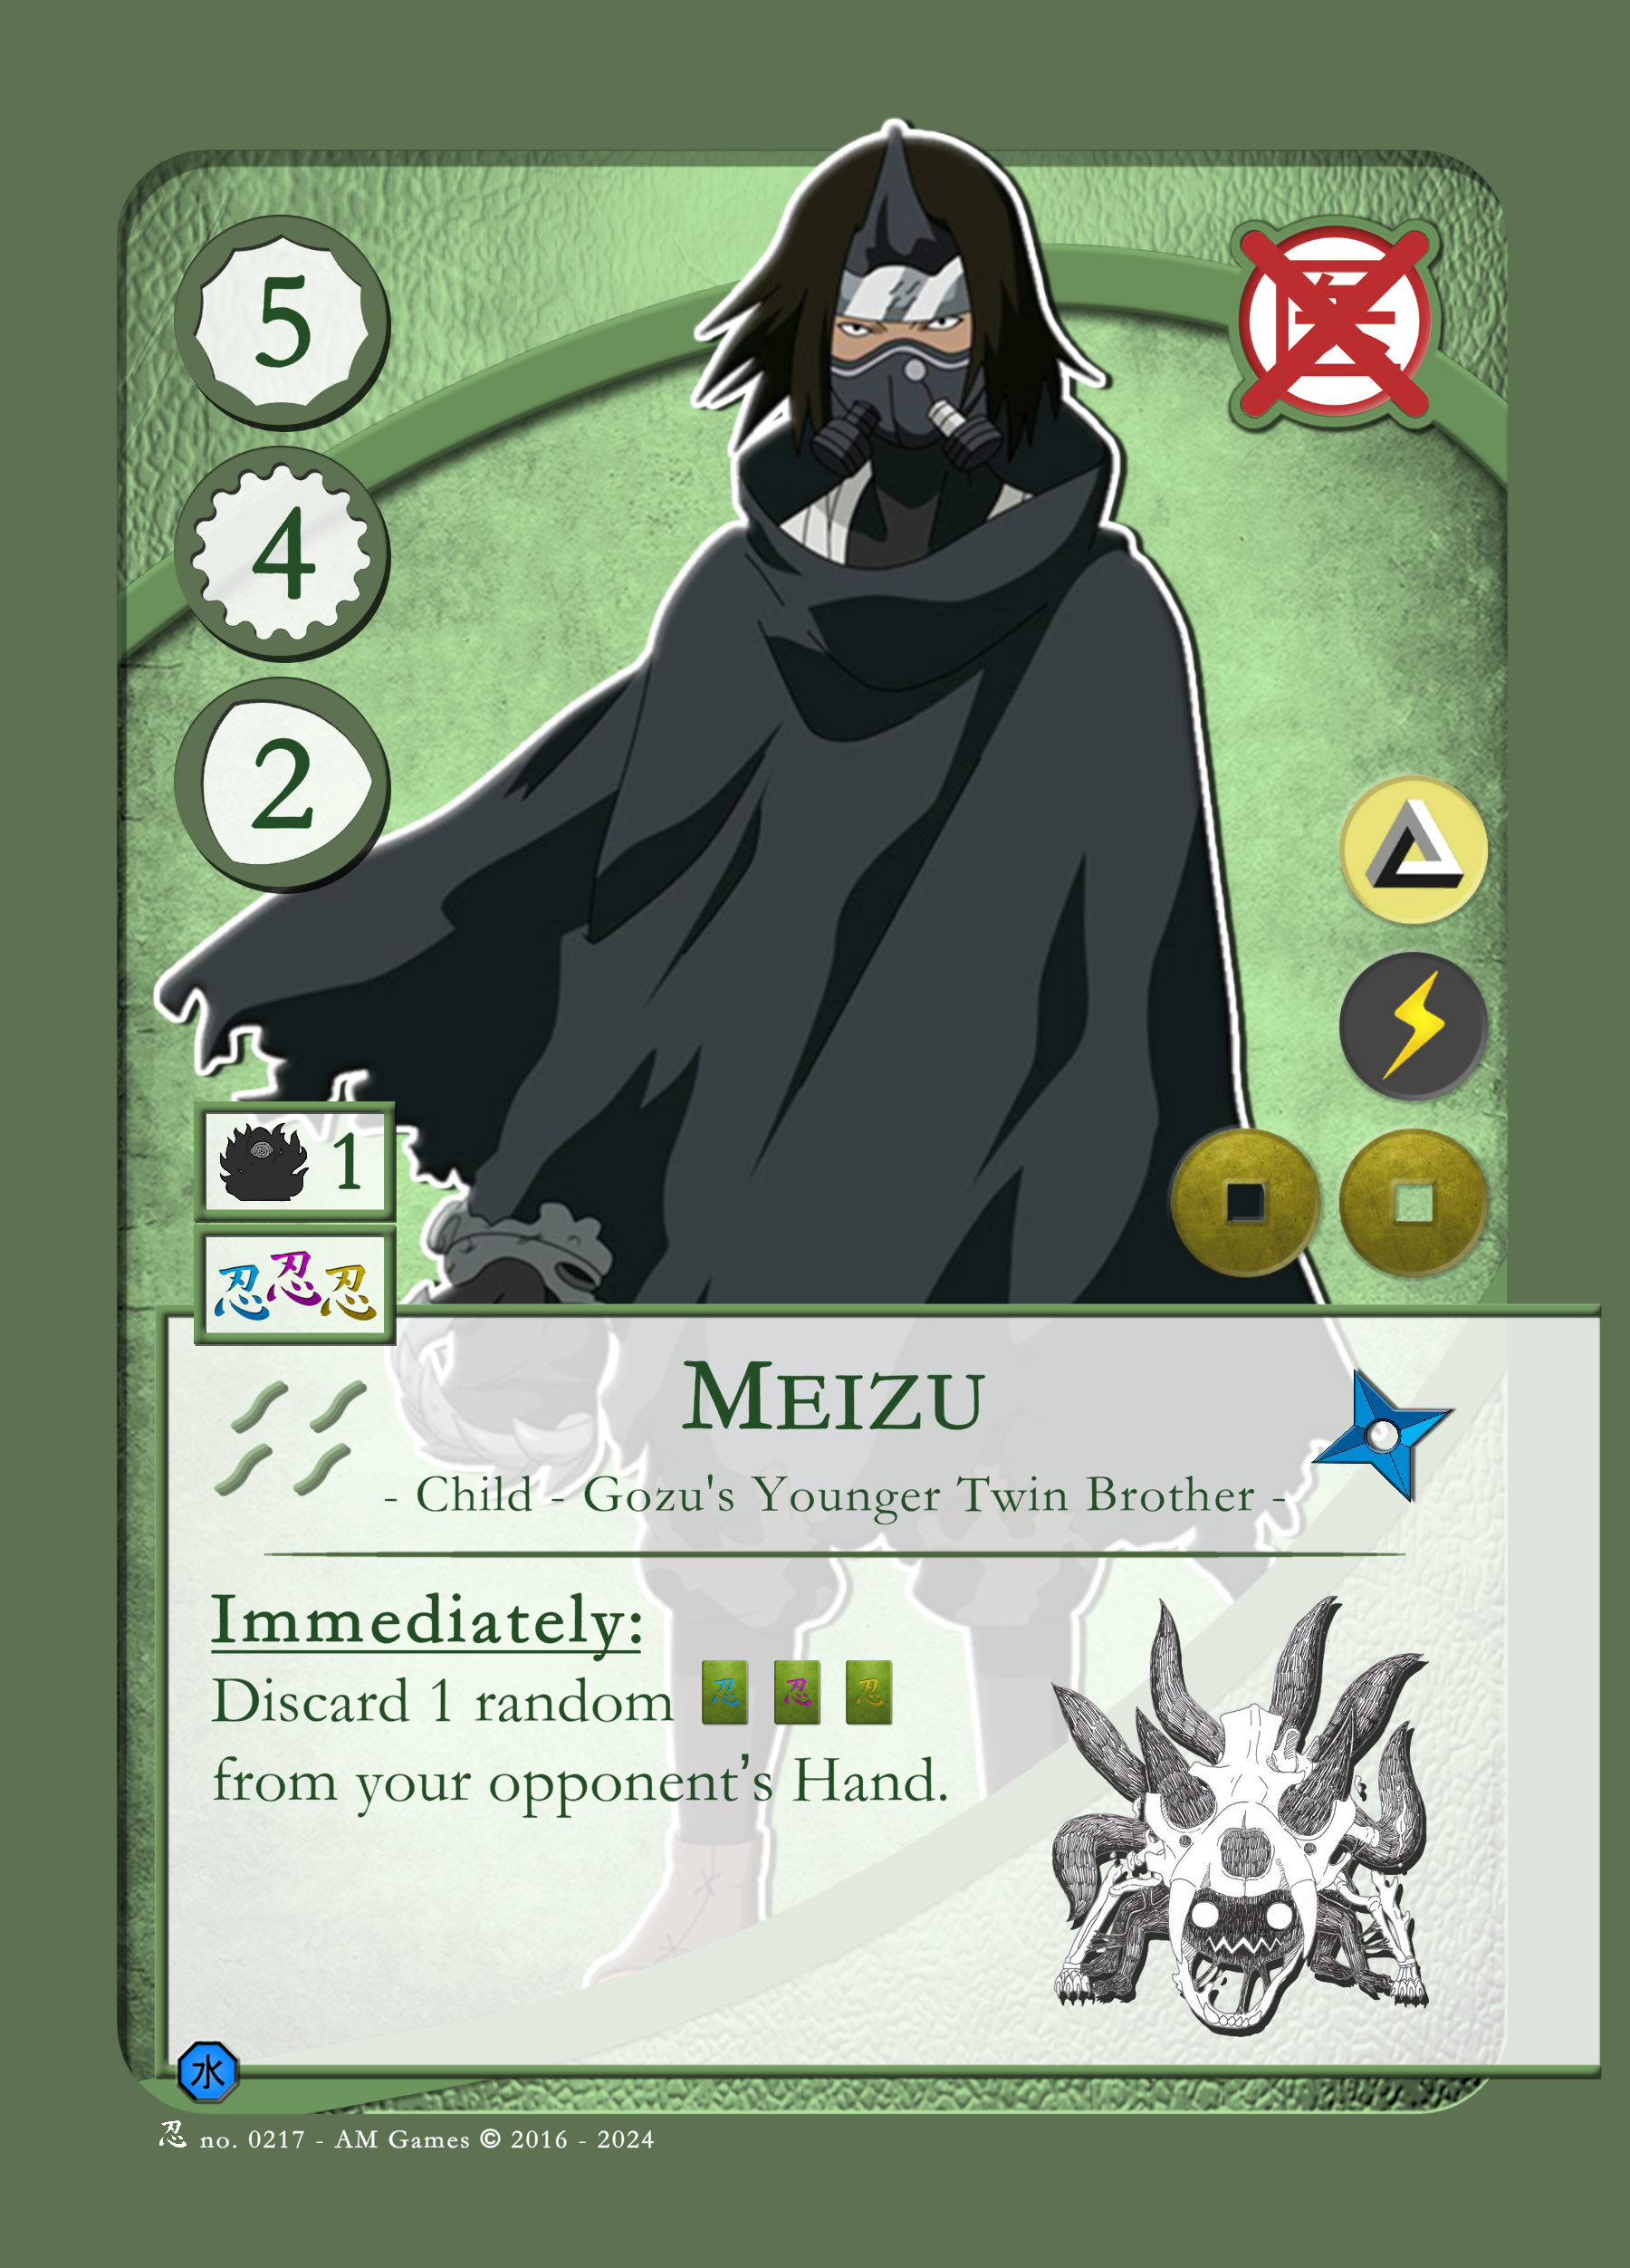 5
医
4
2
1
忍忍忍
MEIZU
- Child - Gozu's Younger Twin Brother -
Immediately:
Discard 1 random 忍 忍 忍
from your opponent's Hand.
水
忍 no. 0217 - AM Games © 2016 - 2024